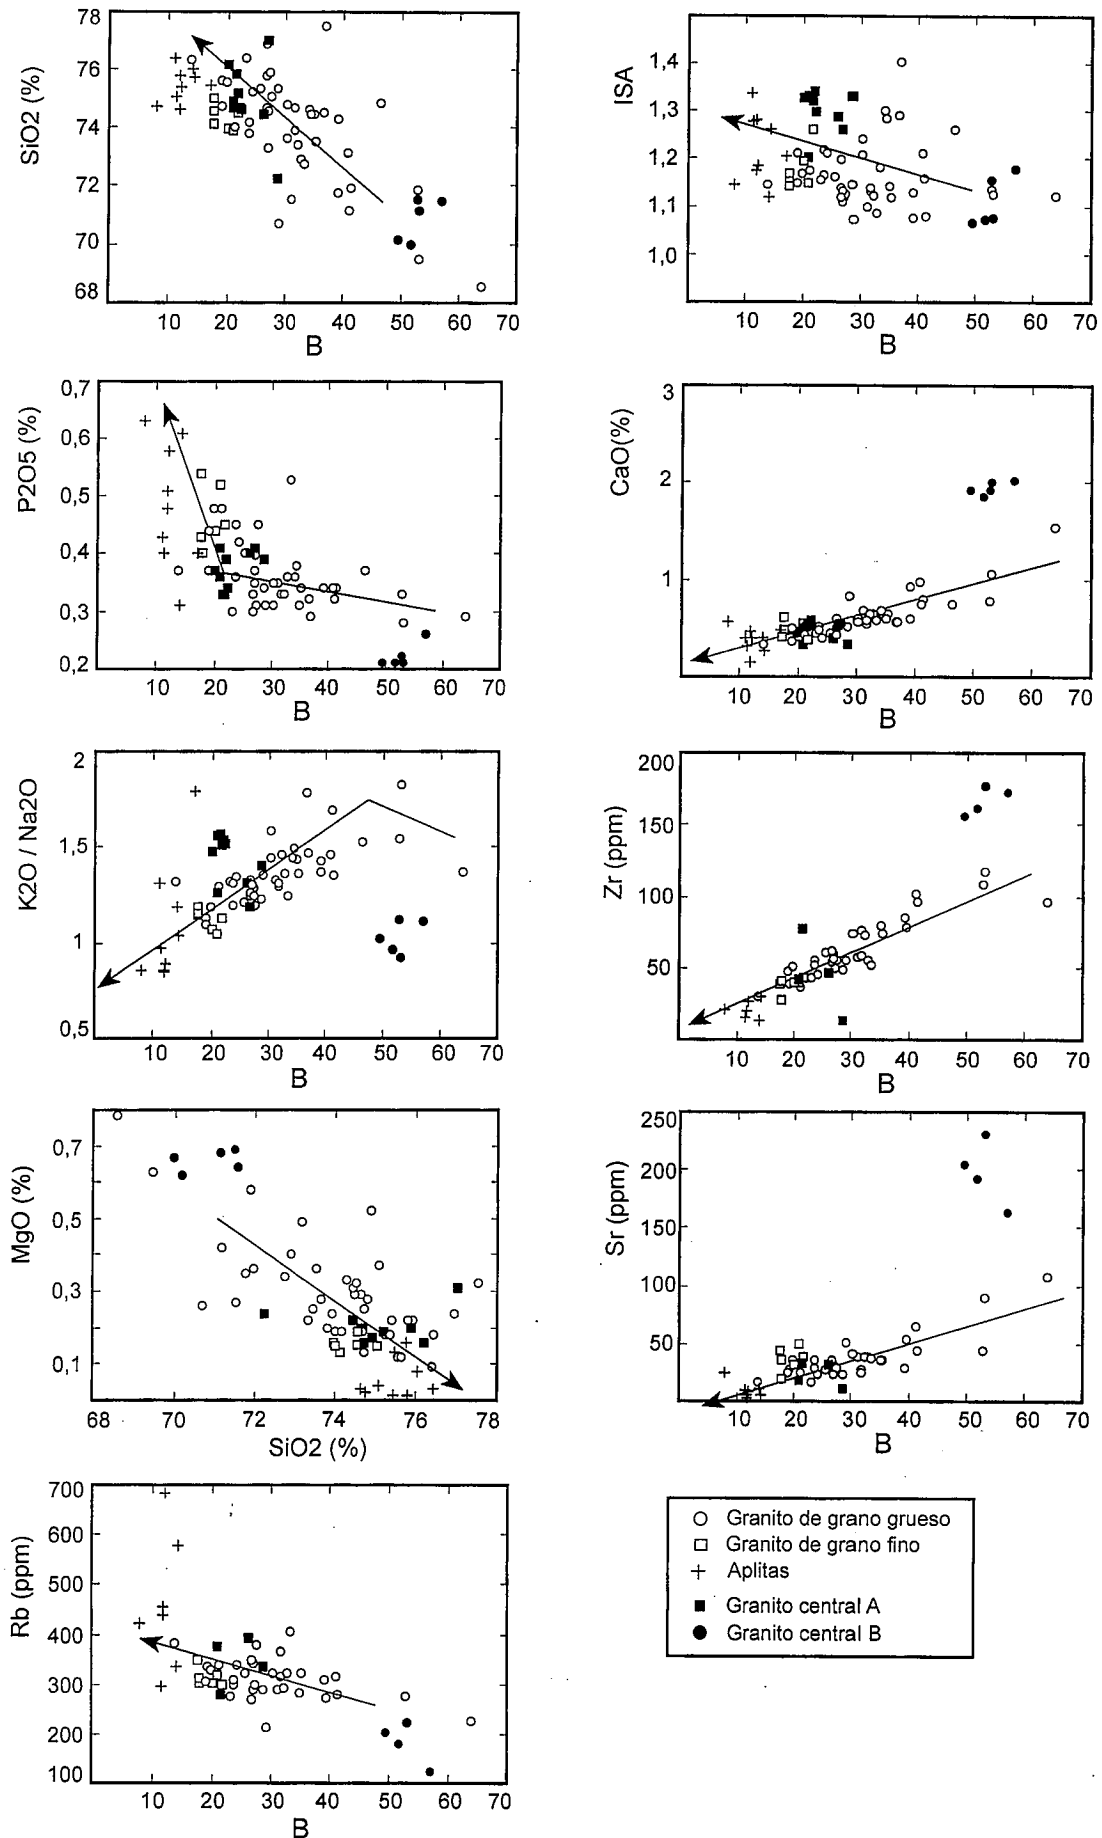 78
76
74
72
70
68
SiO2 (%)
10 20 30 40 50 60 70
B
1,4
1,3
1,2
1,1
1,0
ISA
10 20 30 40 50 60 70
B
0,7
0,6
0,5
0,4
0,3
0,2
P2O5 (%)
10 20 30 40 50 60 70
B
3
2
1
CaO(%)
10 20 30 40 50 60 70
B
2
1,5
1
0,5
K2O / Na2O
10 20 30 40 50 60 70
B
200
150
100
50
Zr (ppm)
10 20 30 40 50 60 70
B
0,7
0,5
0,3
0,1
MgO (%)
68 70 72 74 76 78
SiO2 (%)
250
200
150
100
50
Sr (ppm)
10 20 30 40 50 60 70
B
700
600
500
400
300
200
100
Rb (ppm)
10 20 30 40 50 60 70
B
Granito de grano grueso
Granito de grano fino
Aplitas
Granito central A
Granito central B